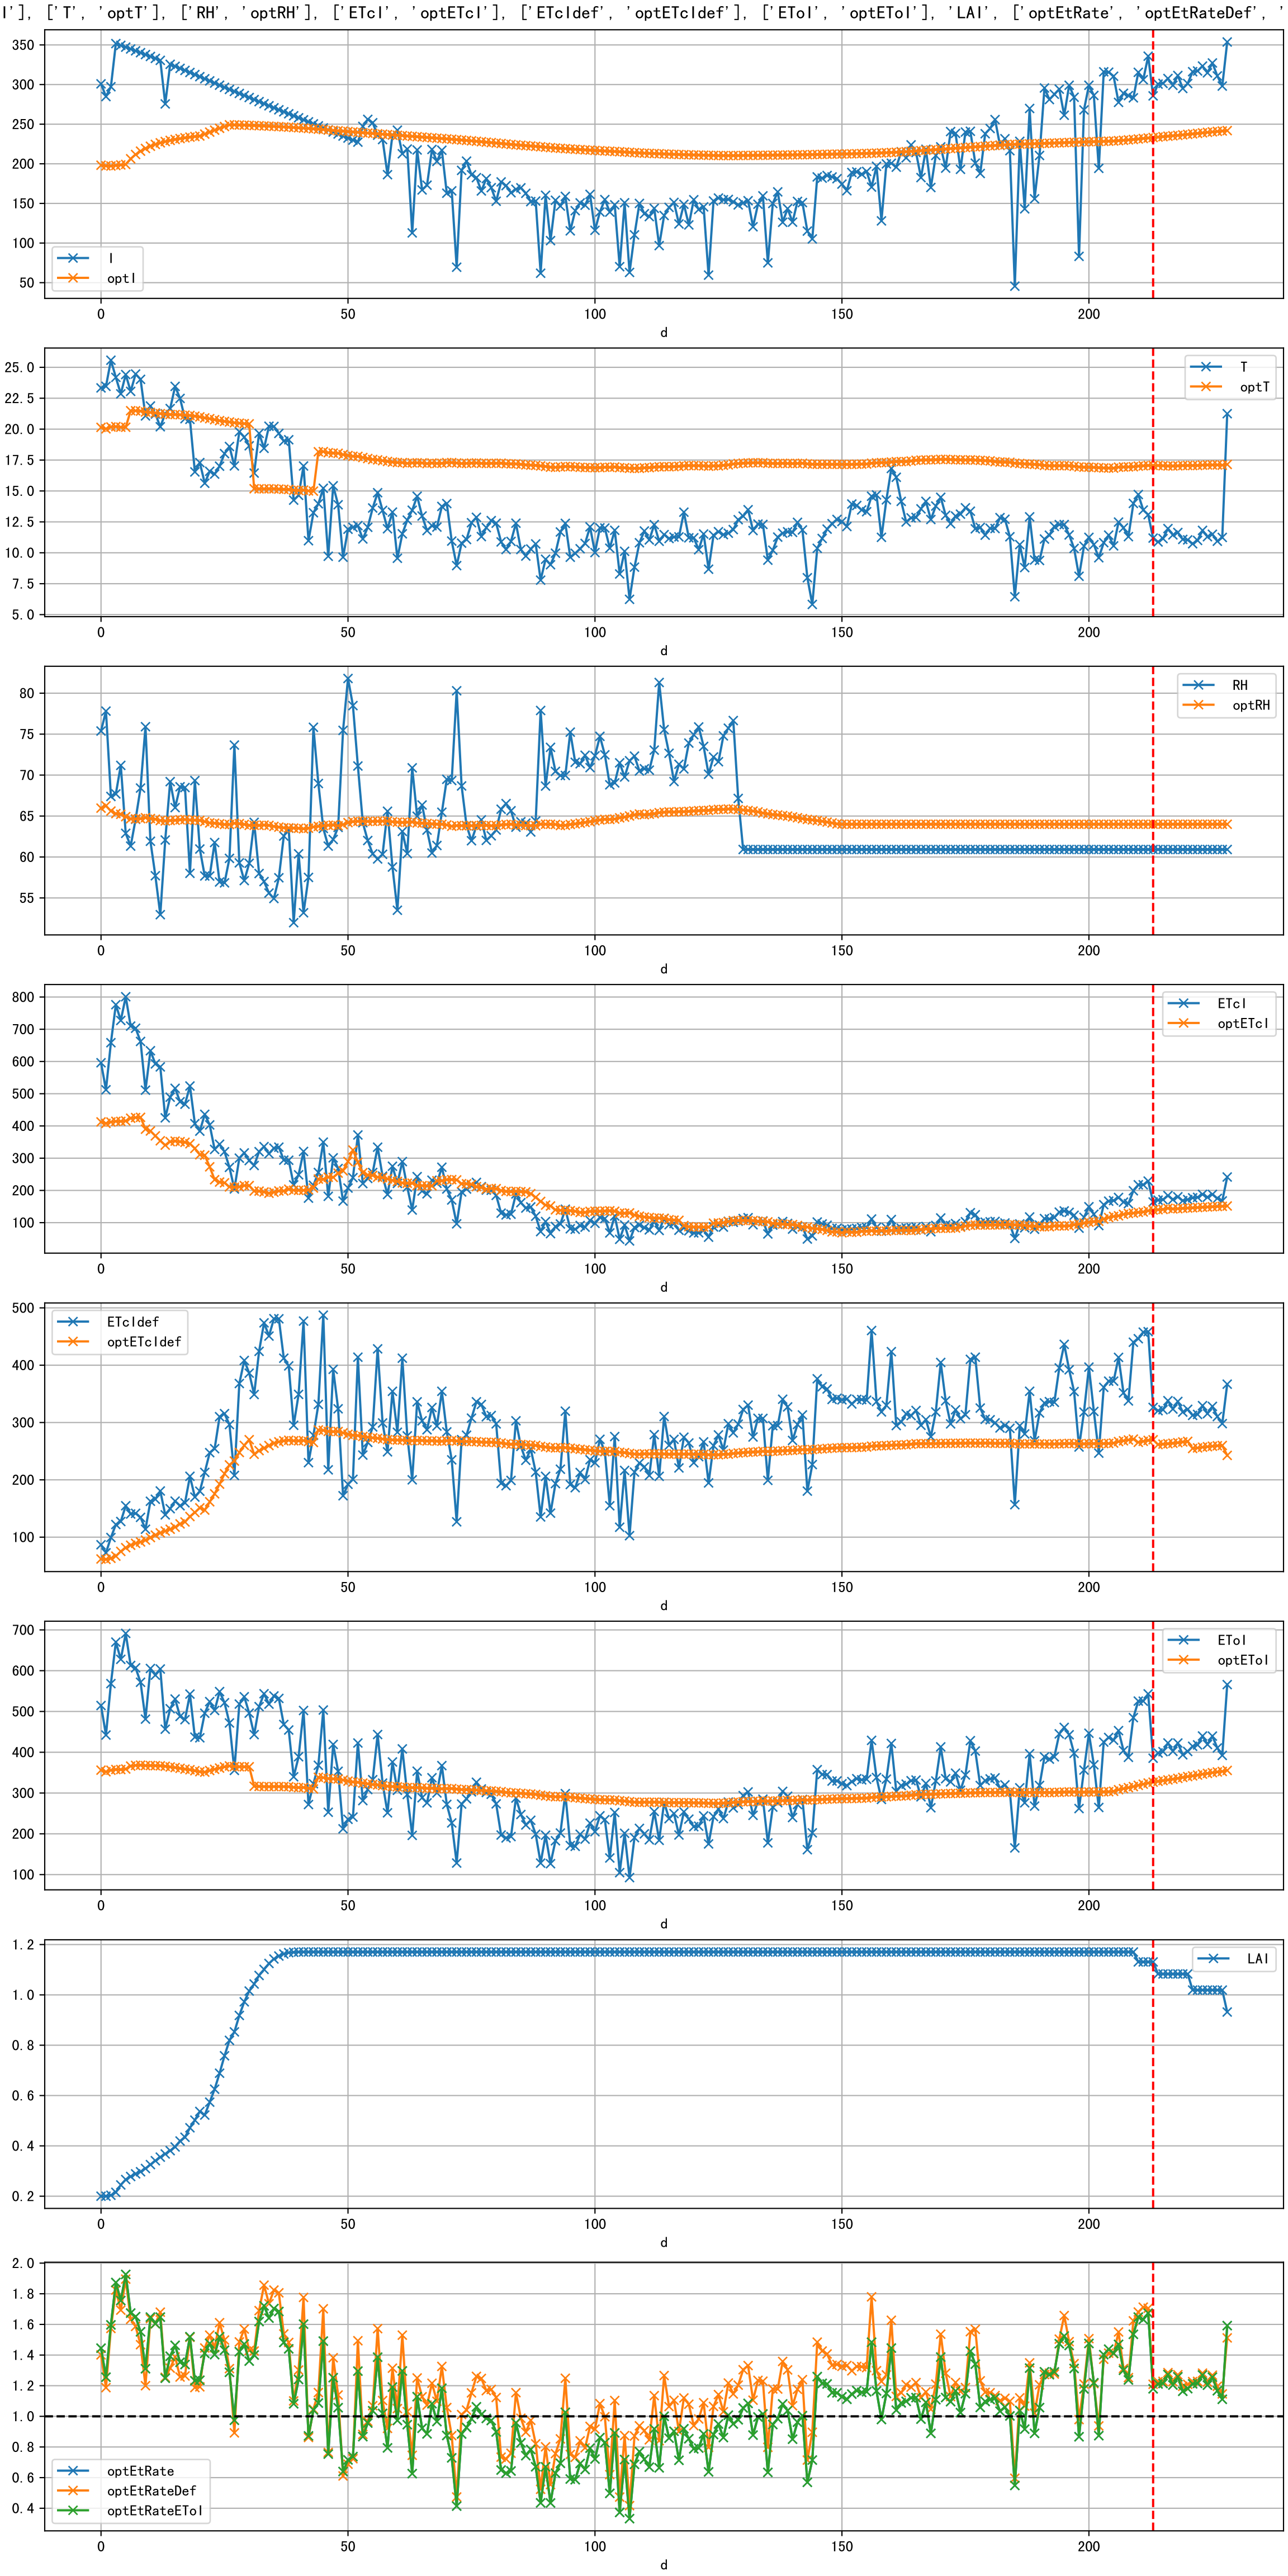 I'], ['T', 'optT'], ['RH', 'optRH'], ['ETcI', 'optETcI'], ['ETcIdef', 'optETcIdef'], ['EToI', 'optEToI'], 'LAI', ['optEtRate', 'optEtRateDef', '
350
300
250
200
150
100
50
I
optI
0 50 100 150 200
d
25.0
22.5
20.0
17.5
15.0
12.5
10.0
7.5
5.0
T
optT
0 50 100 150 200
d
80
75
70
65
60
55
RH
optRH
0 50 100 150 200
d
800
700
600
500
400
300
200
100
ETcI
optETcI
0 50 100 150 200
d
500
400
300
200
100
ETcIdef
optETcIdef
0 50 100 150 200
d
700
600
500
400
300
200
100
EToI
optEToI
0 50 100 150 200
d
1.2
1.0
0.8
0.6
0.4
0.2
LAI
0 50 100 150 200
d
2.0
1.8
1.6
1.4
1.2
1.0
0.8
0.6
0.4
optEtRate
optEtRateDef
optEtRateEToI
0 50 100 150 200
d